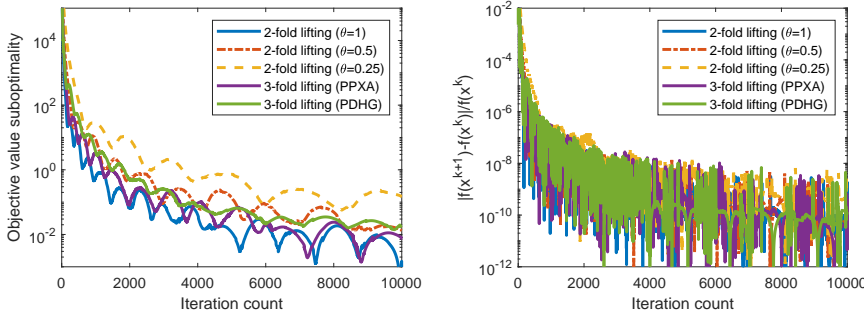 10^4
10^2
10^0
10^-2
Objective value suboptimality
0
2000
4000
6000
8000
10000
Iteration count
2-fold lifting (θ=1)
2-fold lifting (θ=0.5)
2-fold lifting (θ=0.25)
3-fold lifting (PPXA)
3-fold lifting (PDHG)
10^-2
10^-4
10^-6
10^-8
10^-10
10^-12
|f(x^k+1)-f(x^k)|/f(x^k)
0
2000
4000
6000
8000
10000
Iteration count
2-fold lifting (θ=1)
2-fold lifting (θ=0.5)
2-fold lifting (θ=0.25)
3-fold lifting (PPXA)
3-fold lifting (PDHG)